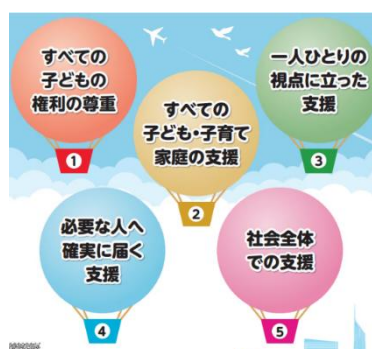 すべての
子どもの
権利の尊重
1
すべての
子ども・子育て
家庭の支援
2
一人ひとりの
視点に立った
支援
3
必要な人へ
確実に届く
支援
4
社会全体
での支援
5